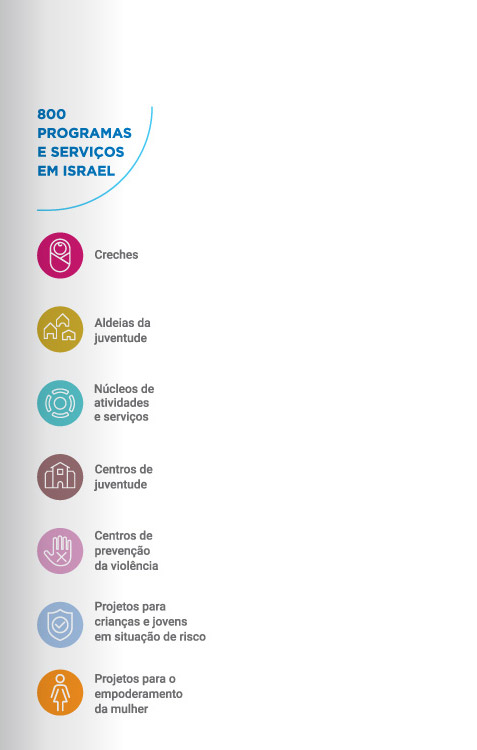 800
PROGRAMAS
E SERVIÇOS
EM ISRAEL
Creches
Aldeias da
juventude
Núcleos de
atividades
e serviços
Centros de
juventude
Centros de
prevenção
da violência
Projetos para
crianças e jovens
em situação de risco
Projetos para o
empoderamento
da mulher